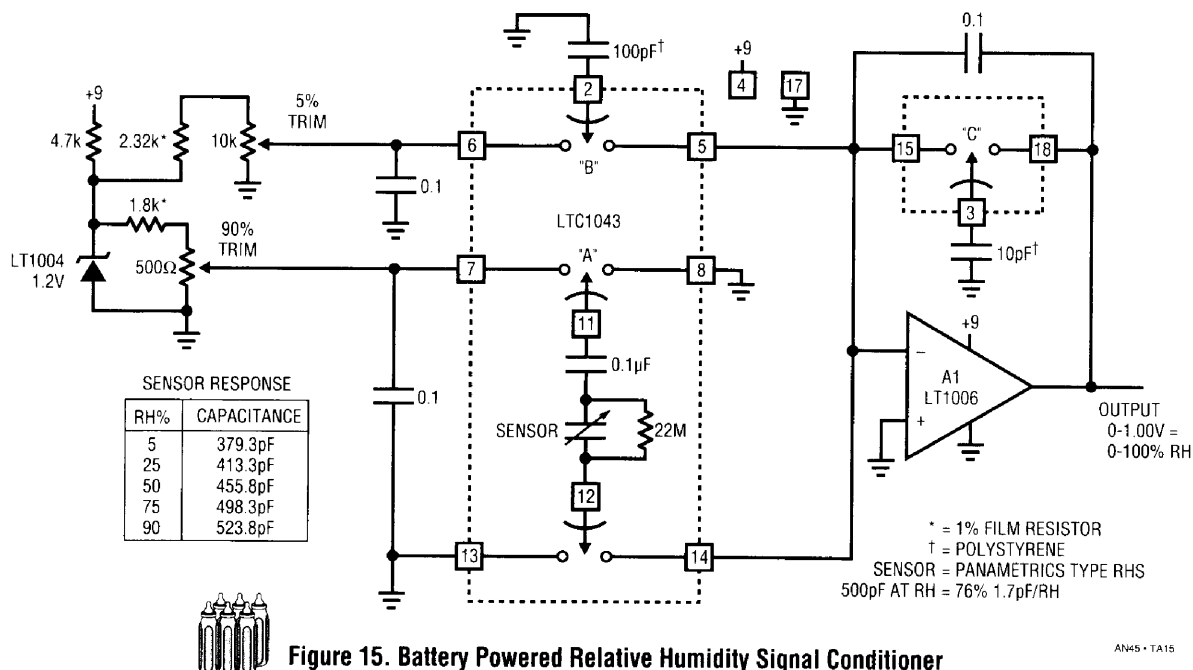 0.1
100pF†
+9
2
4
17
+9
5%
TRIM
4.7k
2.32k*
10k
6
"B"
5
15
"C"
18
0.1
3
10pF†
LTC1043
1.8k*
90%
TRIM
LT1004
1.2V
500Ω
7
"A"
8
11
0.1µF
SENSOR
22M
0.1
12
13
14
+9
−
A1
LT1006
+
OUTPUT
0-1.00V =
0-100% RH
SENSOR RESPONSE
RH% CAPACITANCE
5 379.3pF
25 413.3pF
50 455.8pF
75 498.3pF
90 523.8pF
* = 1% FILM RESISTOR
† = POLYSTYRENE
SENSOR = PANAMETRICS TYPE RHS
500pF AT RH = 76% 1.7pF/RH
Figure 15. Battery Powered Relative Humidity Signal Conditioner
AN45 • TA15